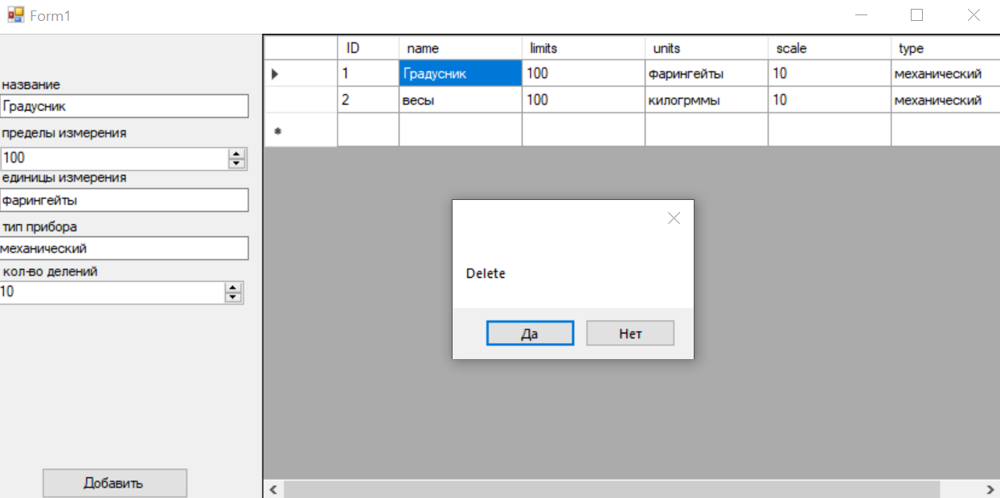 Form1
название
Градусник
пределы измерения
100
единицы измерения
фарингейты
тип прибора
механический
кол-во делений
10
Добавить
ID name limits units scale type
1 Градусник 100 фарингейты 10 механический
2 весы 100 килогрммы 10 механический
Delete
Да Нет